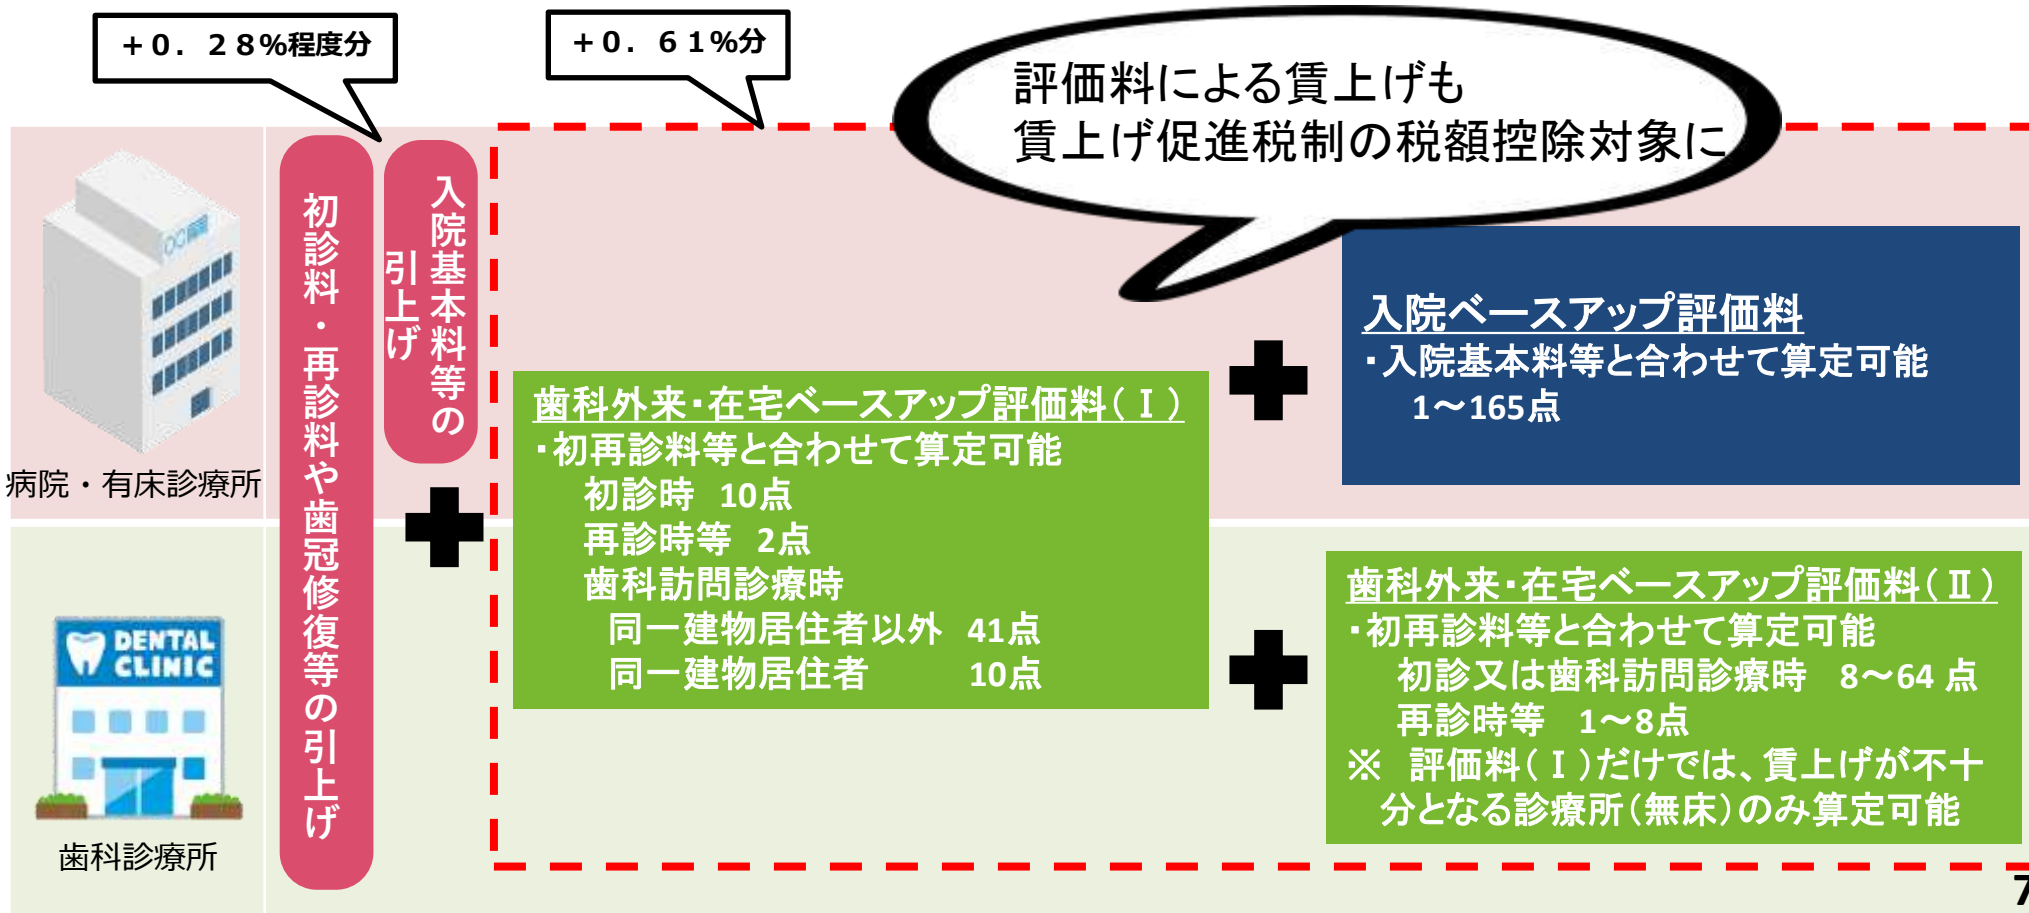 +0.28%程度分
+0.61%分
評価料による賃上げも
賃上げ促進税制の税額控除対象に
初診料・再診料や歯冠修復等の引上げ
入院基本料等の
引上げ
病院・有床診療所
DENTAL
CLINIC
歯科診療所
歯科外来・在宅ベースアップ評価料(Ⅰ)
・初再診料等と合わせて算定可能
初診時 10点
再診時等 2点
歯科訪問診療時
同一建物居住者以外 41点
同一建物居住者 10点
入院ベースアップ評価料
・入院基本料等と合わせて算定可能
1~165点
歯科外来・在宅ベースアップ評価料(Ⅱ)
・初再診料等と合わせて算定可能
初診又は歯科訪問診療時 8~64点
再診時等 1~8点
※ 評価料(Ⅰ)だけでは、賃上げが不十
分となる診療所(無床)のみ算定可能
7